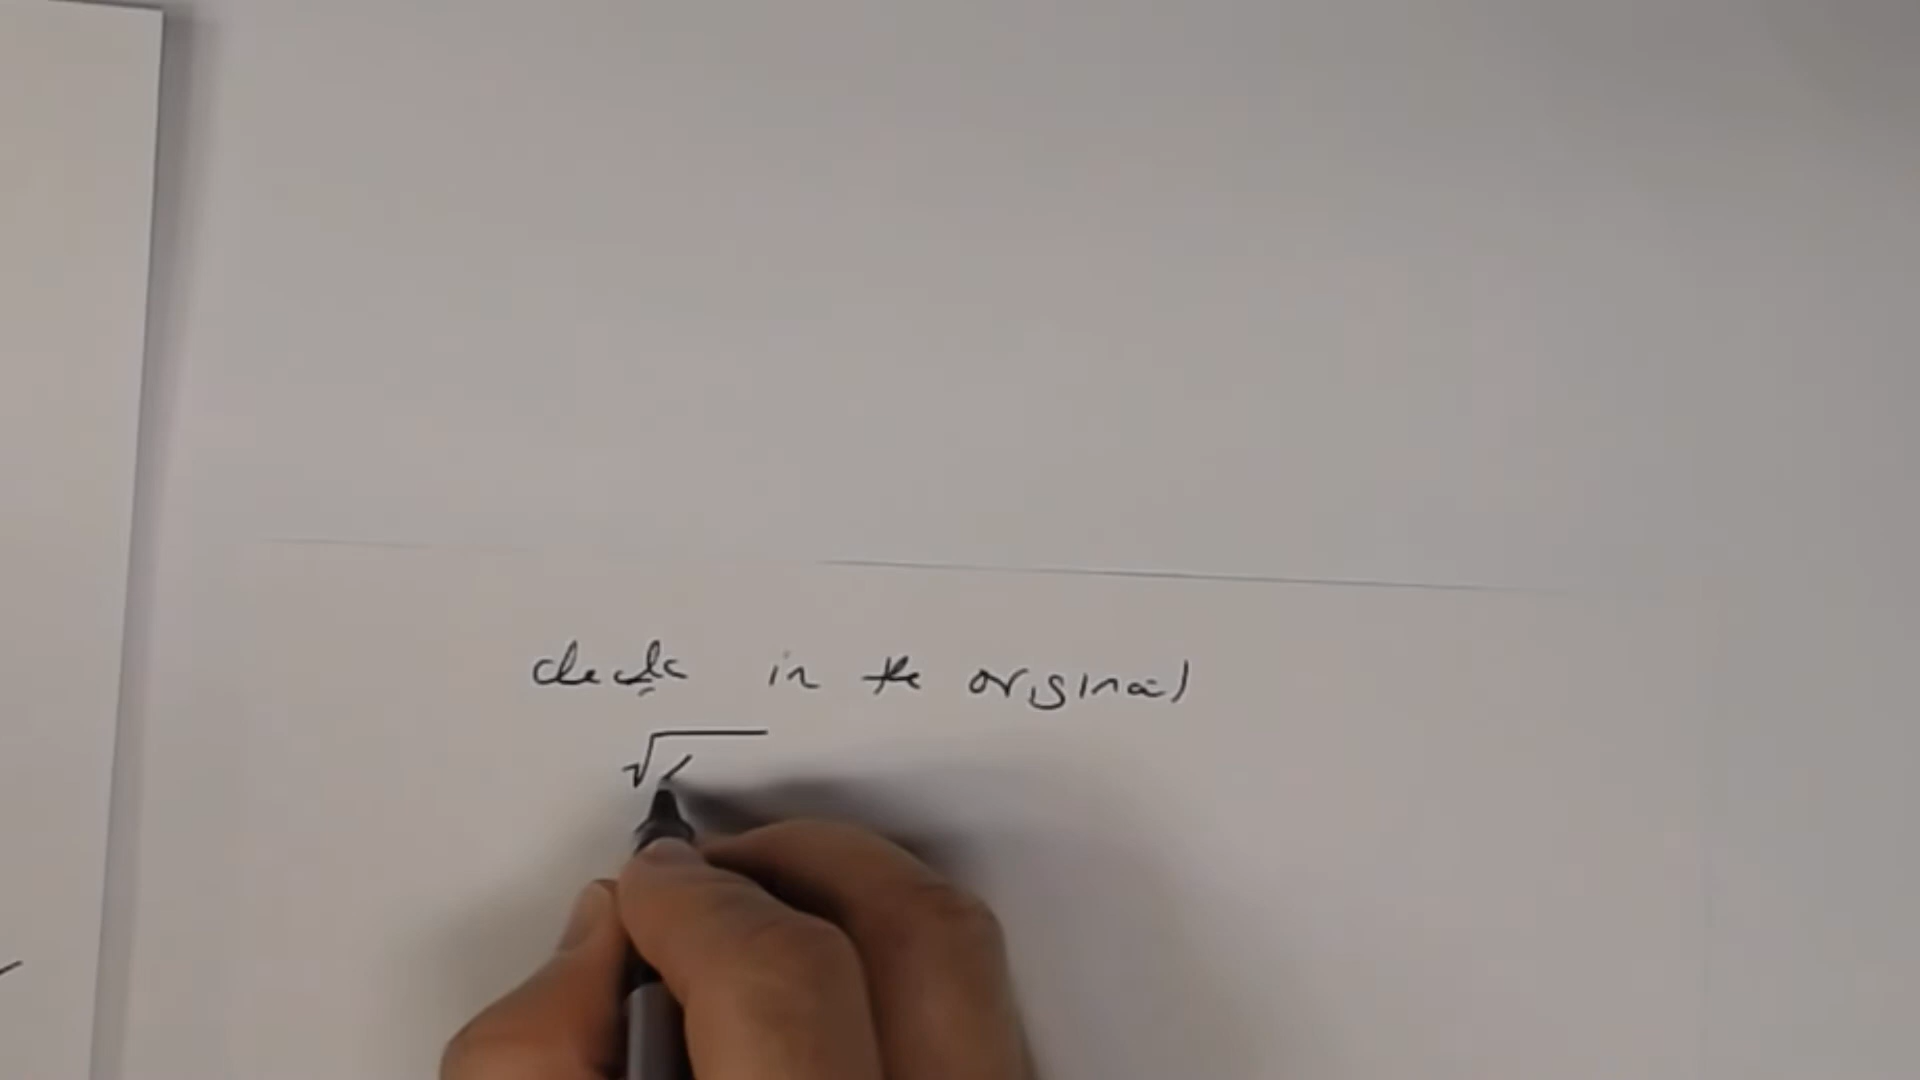 check in the original
√